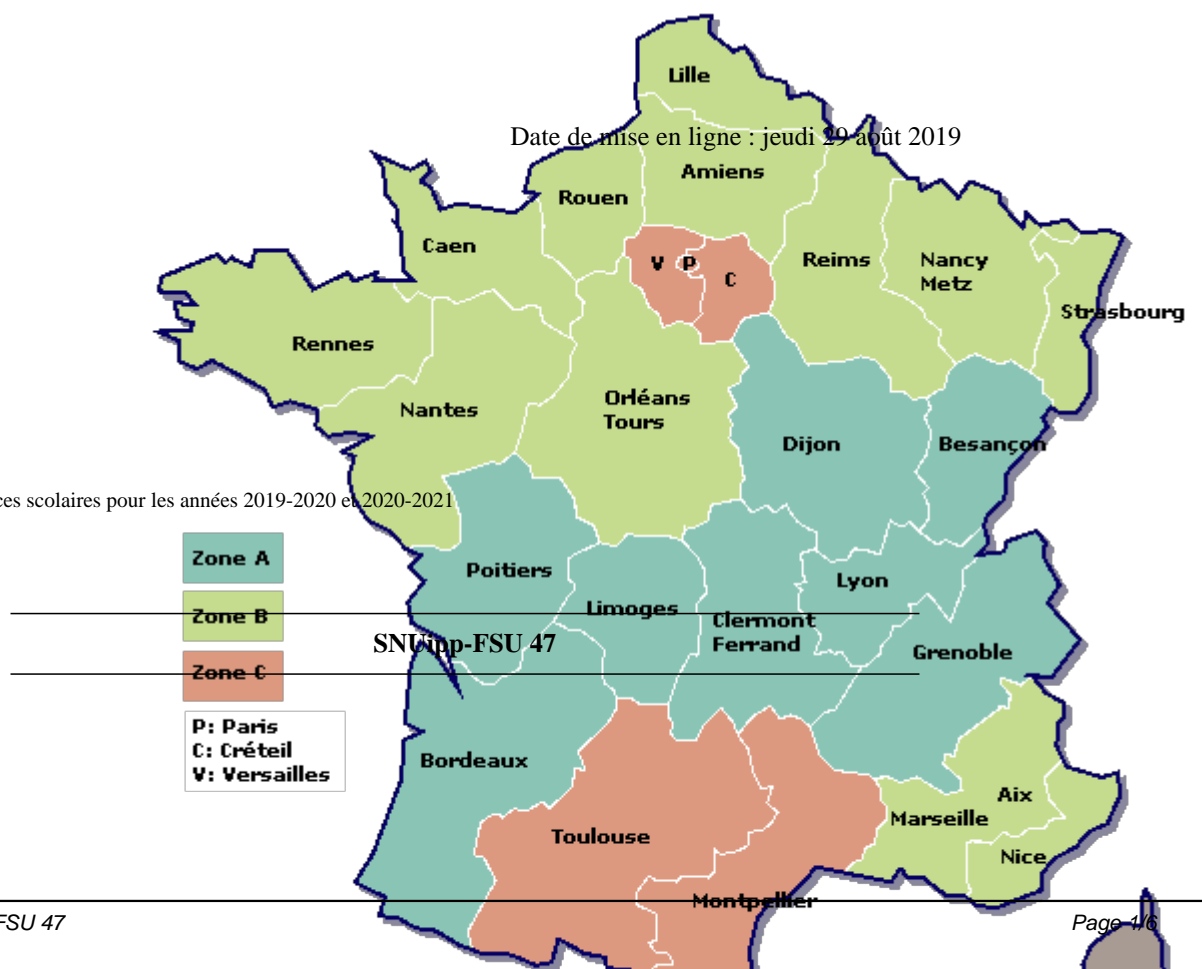 Lille
Date de mise en ligne : jeudi 29 août 2019
Amiens
Rouen
Caen
V
P
C
Reims
Nancy
Metz
Strasbourg
Rennes
Nantes
Orléans
Tours
Dijon
Besançon
ces scolaires pour les années 2019-2020 et 2020-2021
Zone A
Poitiers
Lyon
Zone B
Limoges
Clermont
Ferrand
SNUipp-FSU 47
Grenoble
Zone C
P: Paris
C: Créteil
V: Versailles
Bordeaux
Aix
Marseille
Toulouse
Nice
Montpellier
FSU 47
Page 1/6